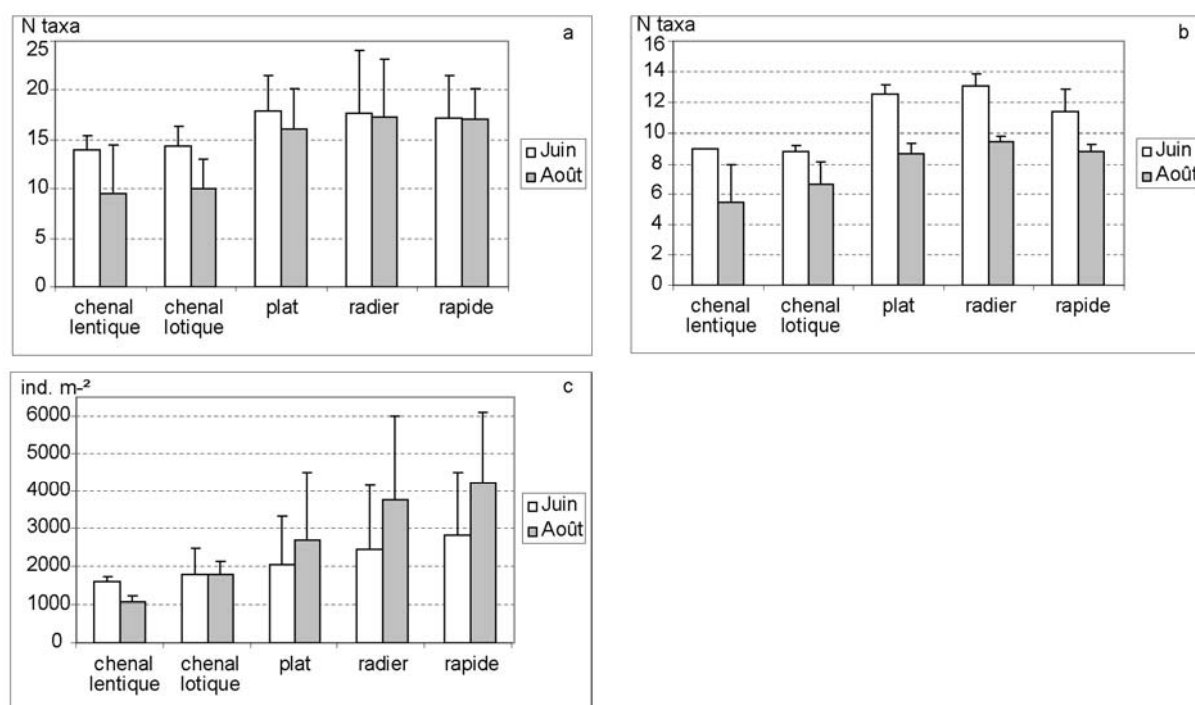 N taxa
a
25
20
15
10
5
0
chenal lentique
chenal lotique
plat
radier
rapide
Juin
Août
N taxa
b
16
14
12
10
8
6
4
2
0
chenal lentique
chenal lotique
plat
radier
rapide
Juin
Août
ind. m-²
c
6000
5000
4000
3000
2000
1000
0
chenal lentique
chenal lotique
plat
radier
rapide
Juin
Août